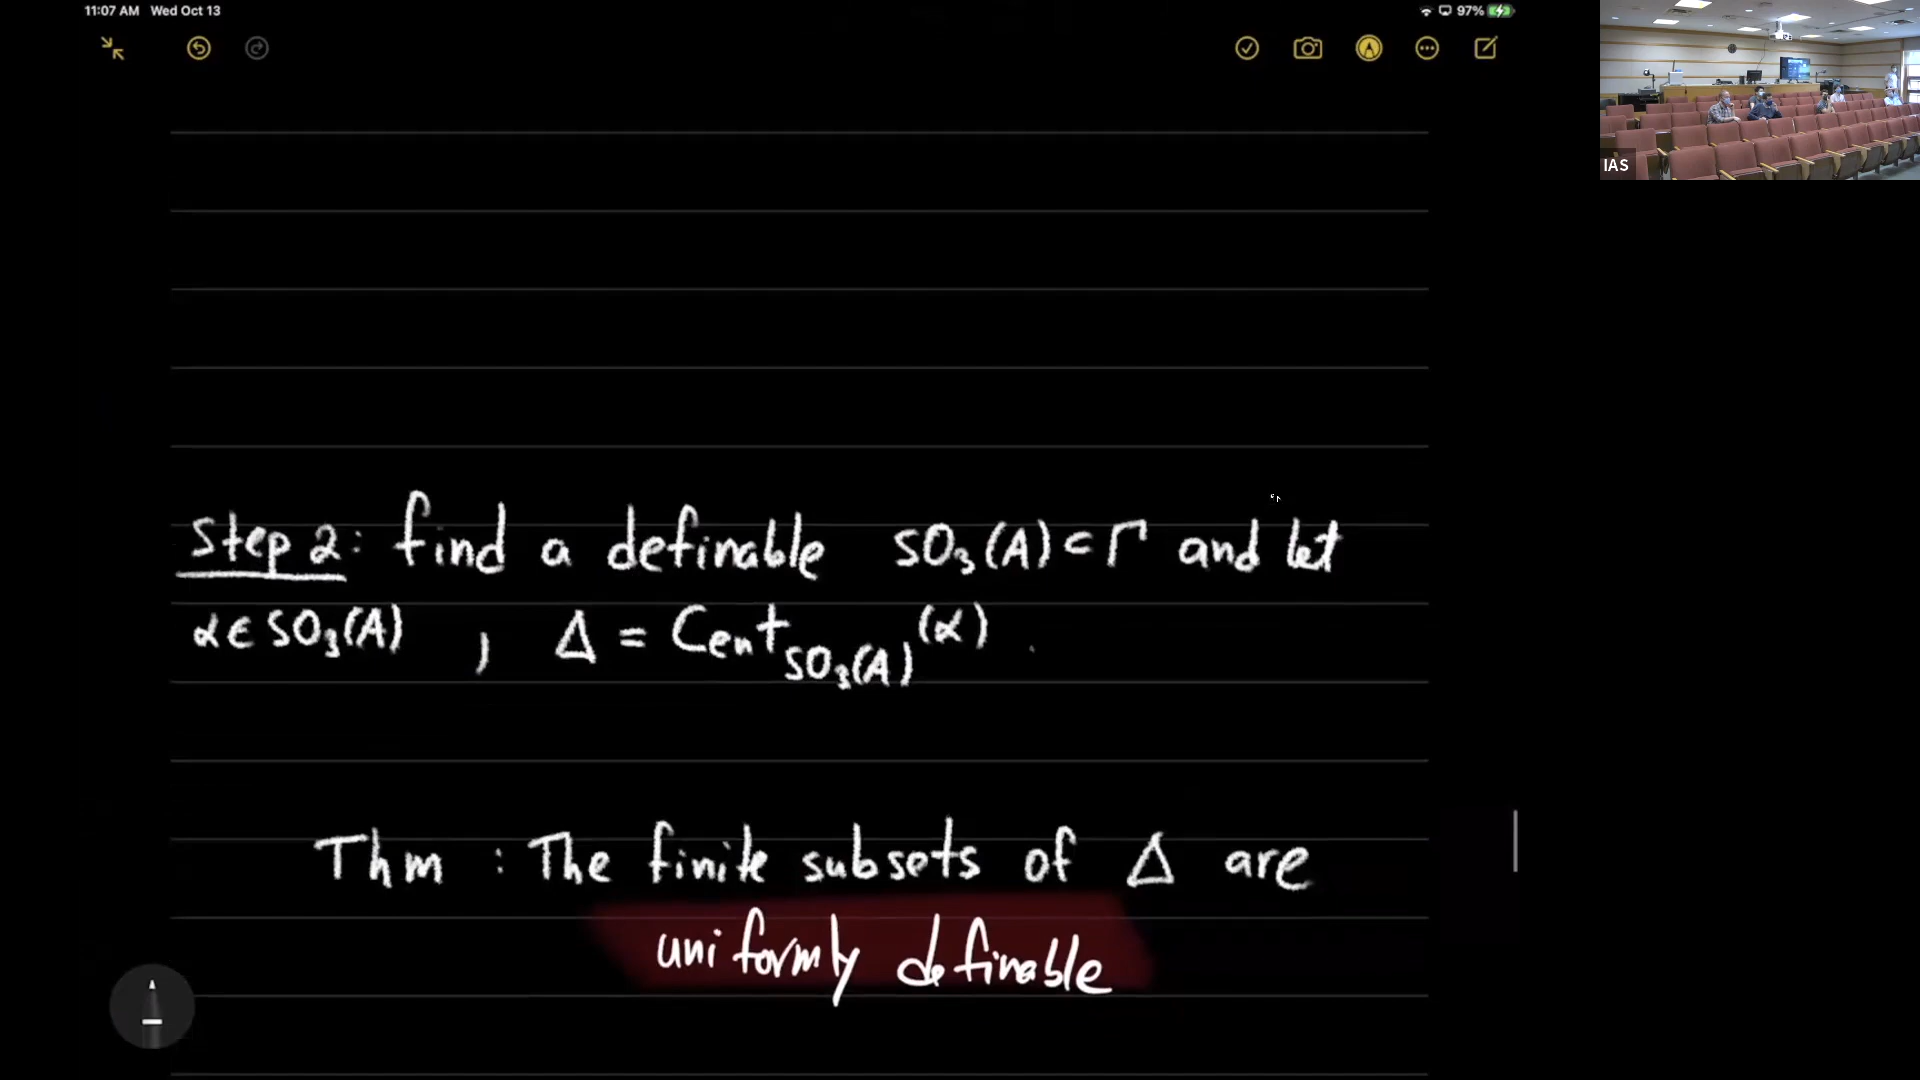 11:07 AM Wed Oct 13
97%
IAS
Step 2: find a definable SO₃(A) ⊂ Γ and let
α ∈ SO₃(A) , Δ = Cent_{SO₃(A)}(α) .
Thm : The finite subsets of Δ are
uniformly definable